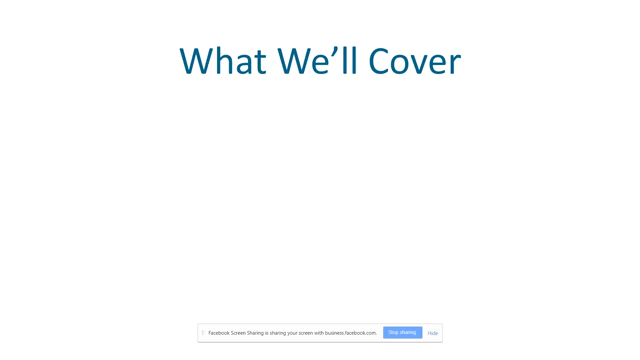 What We’ll Cover
Facebook Screen Sharing is sharing your screen with business.facebook.com.
Stop sharing
Hide